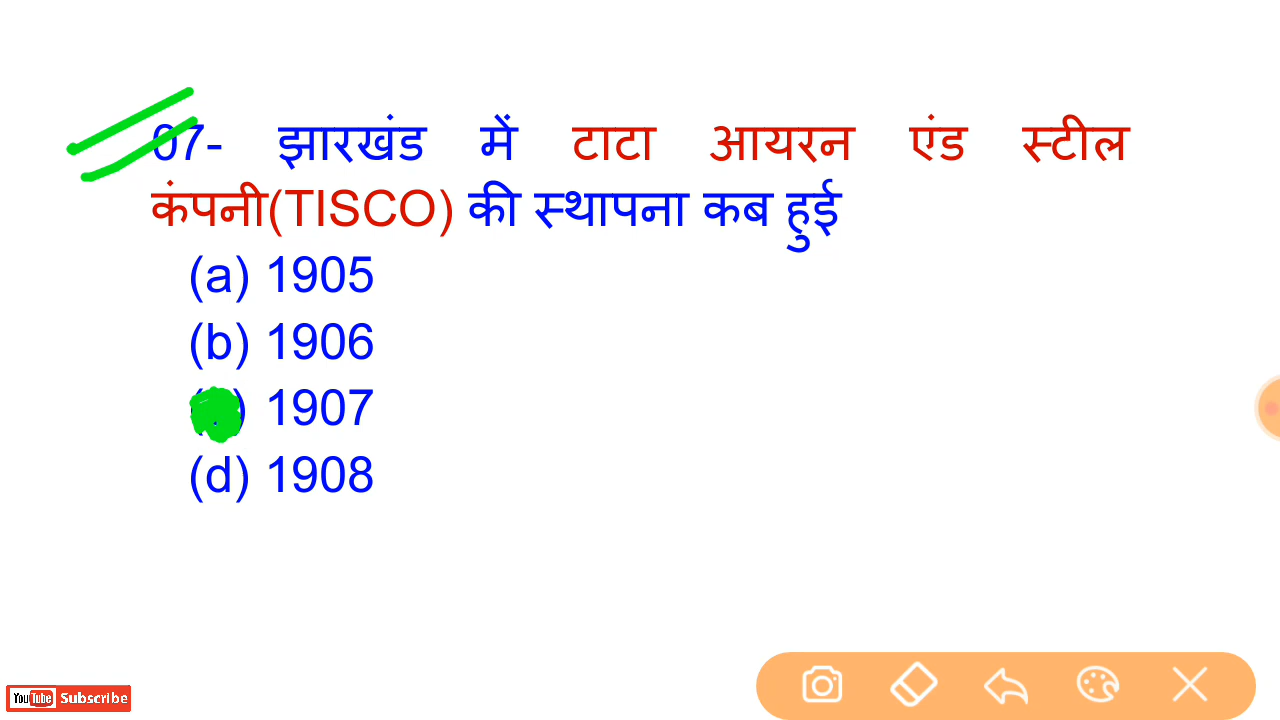 07- झारखंड में टाटा आयरन एंड स्टील
कंपनी(TISCO) की स्थापना कब हुई
(a) 1905
(b) 1906
1907
(d) 1908
YouTube Subscribe